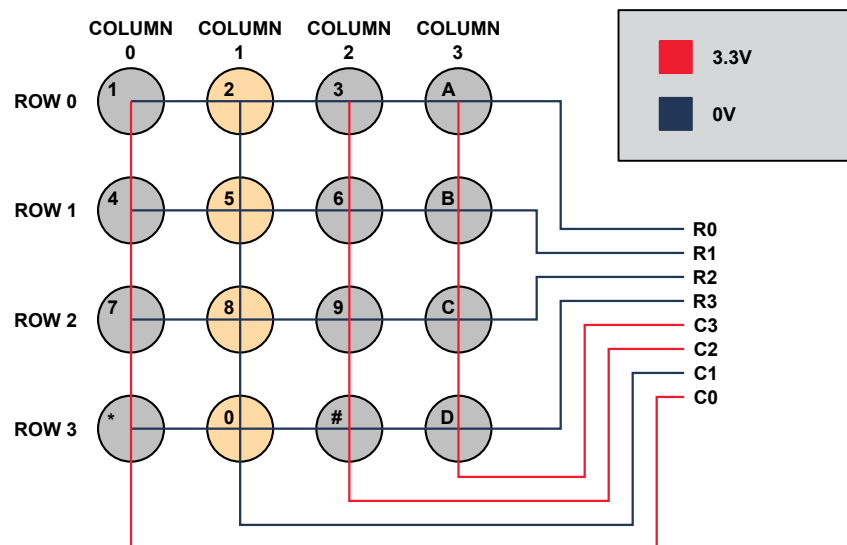 COLUMN COLUMN COLUMN COLUMN
0 1 2 3
3.3V
0V
ROW 0 1 2 3 A
ROW 1 4 5 6 B
ROW 2 7 8 9 C
ROW 3 * 0 # D
R0
R1
R2
R3
C3
C2
C1
C0